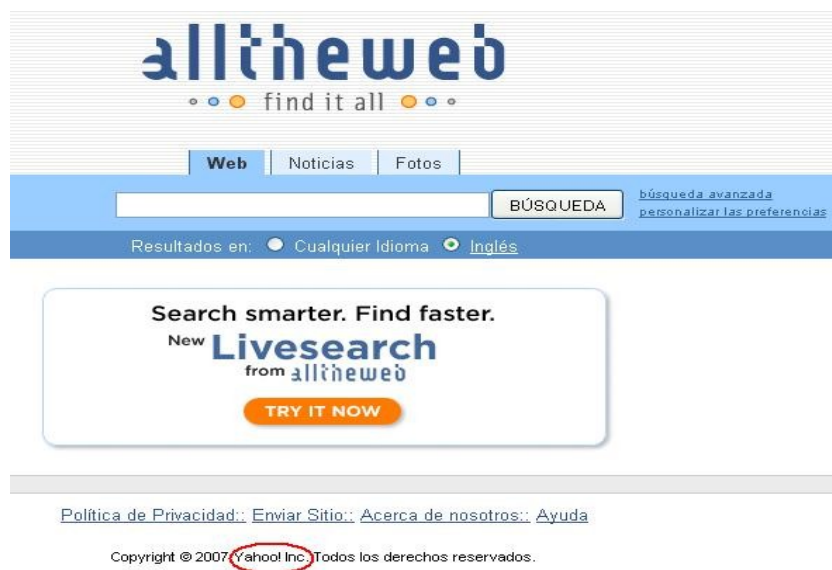 alltheweb
find it all
Web Noticias Fotos
BÚSQUEDA
búsqueda avanzada
personalizar las preferencias
Resultados en: Cualquier Idioma Inglés
Search smarter. Find faster.
New Livesearch
from alltheweb
TRY IT NOW
Política de Privacidad:: Enviar Sitio:: Acerca de nosotros:: Ayuda
Copyright © 2007 Yahoo! Inc. Todos los derechos reservados.